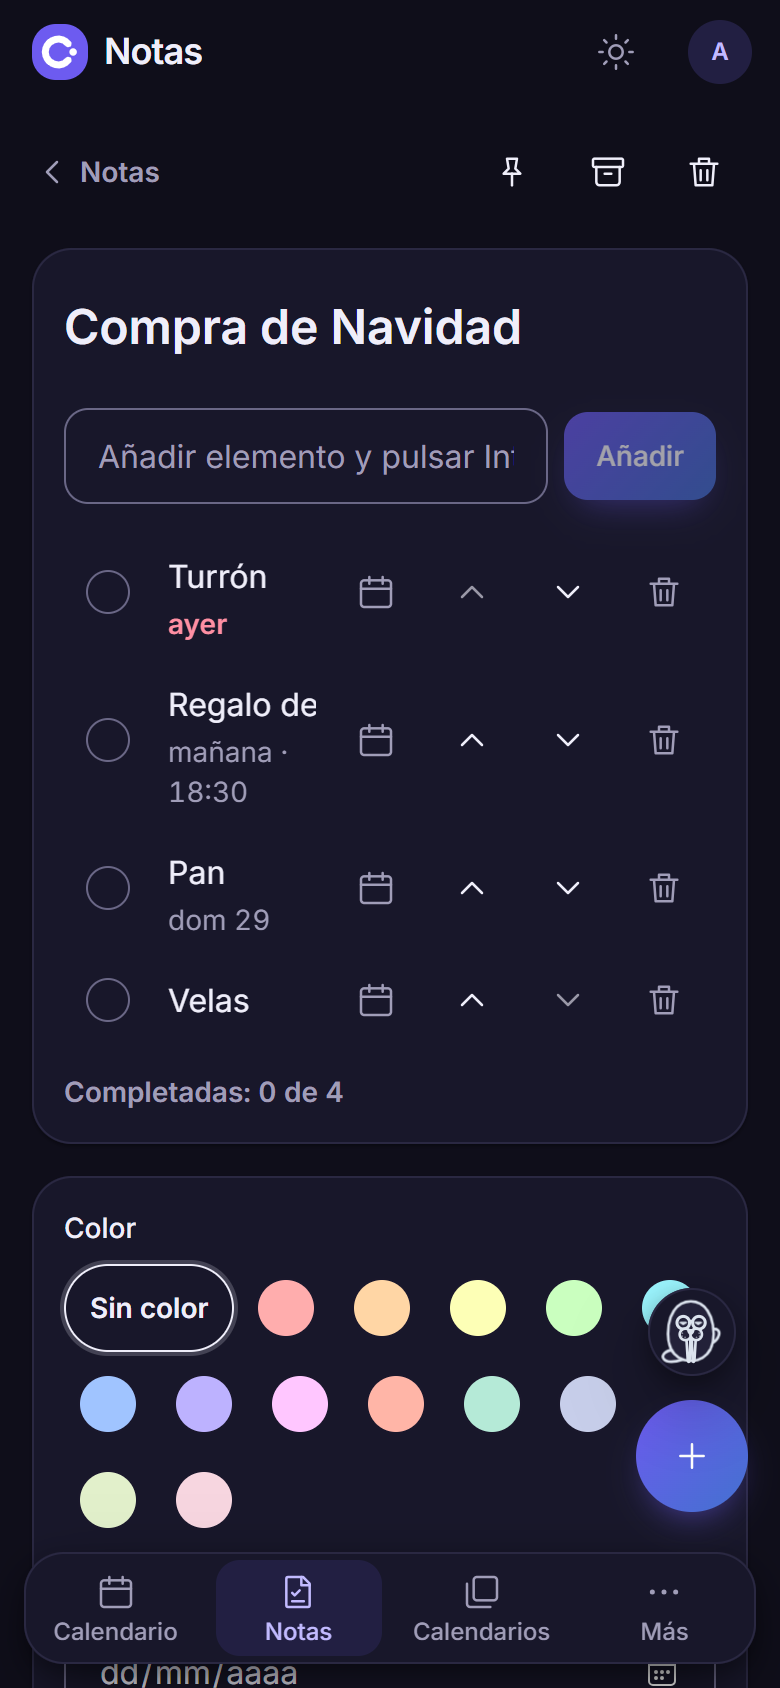 Notas
A
Notas
Compra de Navidad
Añadir elemento y pulsar In
Añadir
Turrón
ayer
Regalo de
mañana ·
18:30
Pan
dom 29
Velas
Completadas: 0 de 4
Color
Sin color
Calendario
Notas
Calendarios
Más
dd/mm/aaaa